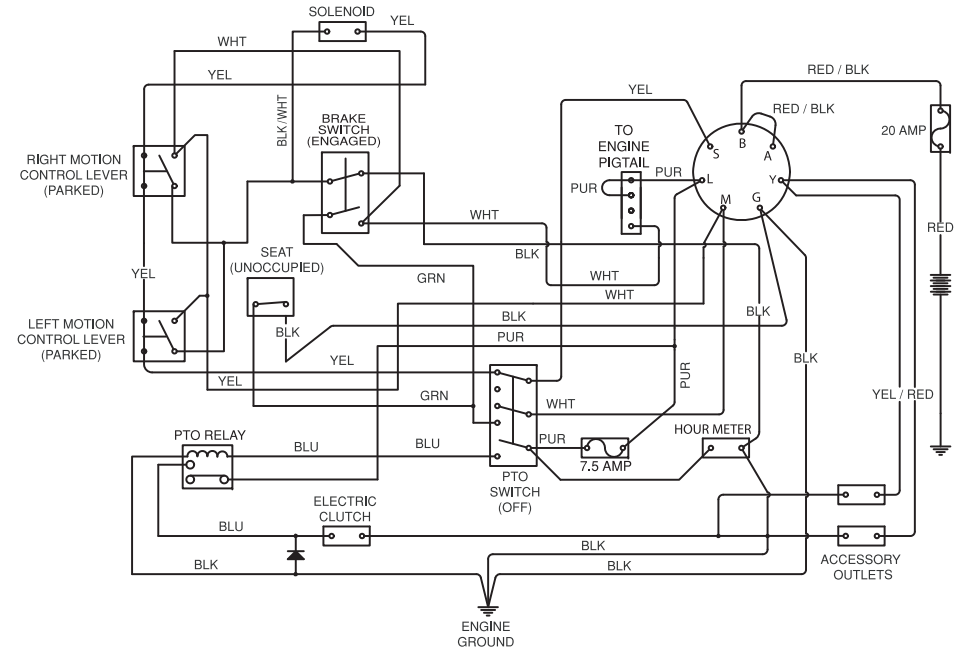 SOLENOID
YEL
WHT
YEL
BLK/WHT
BRAKE
SWITCH
(ENGAGED)
RIGHT MOTION
CONTROL LEVER
(PARKED)
YEL
TO
ENGINE
PIGTAIL
PUR
PUR
RED / BLK
RED / BLK
20 AMP
S
B
A
L
Y
M
G
RED
WHT
BLK
SEAT
(UNOCCUPIED)
GRN
YEL
WHT
WHT
BLK
BLK
BLK
LEFT MOTION
CONTROL LEVER
(PARKED)
PUR
BLK
YEL
PUR
YEL
GRN
WHT
YEL / RED
PTO RELAY
BLU
BLU
PUR
7.5 AMP
HOUR METER
PTO
SWITCH
(OFF)
ELECTRIC
CLUTCH
BLU
BLK
BLK
BLK
ACCESSORY
OUTLETS
ENGINE
GROUND